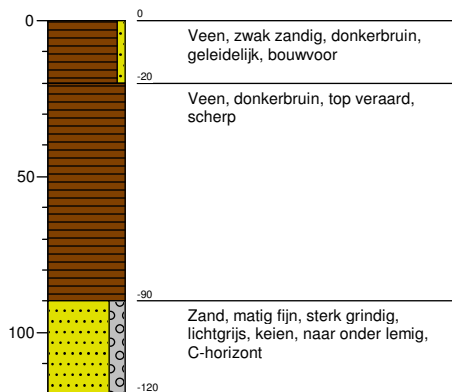 0
0
Veen, zwak zandig, donkerbruin,
geleidelijk, bouwvoor
-20
Veen, donkerbruin, top veraard,
scherp
50
-90
Zand, matig fijn, sterk grindig,
lichtgrijs, keien, naar onder lemig,
C-horizont
100
-120